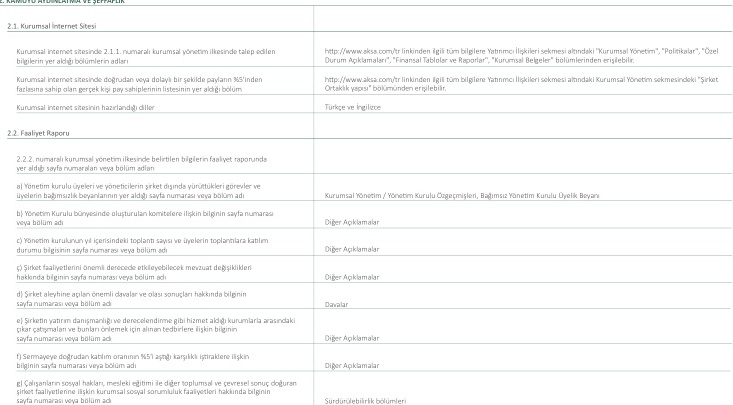 2. KAMUYU AYDINLATMA VE ŞEFFAFLIK
2.1. Kurumsal İnternet Sitesi
Kurumsal internet sitesinde 2.1.1. numaralı kurumsal yönetim ilkesinde talep edilen
bilgilerin yer aldığı bölümlerin adları
http://www.aksa.com/tr linkinden ilgili tüm bilgilere Yatırımcı İlişkileri sekmesi altındaki "Kurumsal Yönetim", "Politikalar", "Özel
Durum Açıklamaları", "Finansal Tablolar ve Raporlar", "Kurumsal Belgeler" bölümlerinden erişilebilir.
Kurumsal internet sitesinde doğrudan veya dolaylı bir şekilde payların %5'inden
fazlasına sahip olan gerçek kişi pay sahiplerinin listesinin yer aldığı bölüm
http://www.aksa.com/tr linkinden ilgili tüm bilgilere Yatırımcı İlişkileri sekmesi altındaki Kurumsal Yönetim sekmesindeki "Şirket
Ortaklık yapısı" bölümünden erişilebilir.
Kurumsal internet sitesinin hazırlandığı diller
Türkçe ve İngilizce
2.2. Faaliyet Raporu
2.2.2. numaralı kurumsal yönetim ilkesinde belirtilen bilgilerin faaliyet raporunda
yer aldığı sayfa numaraları veya bölüm adları
a) Yönetim kurulu üyeleri ve yöneticilerin şirket dışında yürüttükleri görevler ve
üyelerin bağımsızlık beyanlarının yer aldığı sayfa numarası veya bölüm adı
Kurumsal Yönetim / Yönetim Kurulu Özgeçmişleri, Bağımsız Yönetim Kurulu Üyelik Beyanı
b) Yönetim Kurulu bünyesinde oluşturulan komitelere ilişkin bilginin sayfa numarası
veya bölüm adı
Diğer Açıklamalar
c) Yönetim kurulunun yıl içerisindeki toplantı sayısı ve üyelerin toplantılara katılım
durumu bilgisinin sayfa numarası veya bölüm adı
Diğer Açıklamalar
ç) Şirket faaliyetlerini önemli derecede etkileyebilecek mevzuat değişiklikleri
hakkında bilginin sayfa numarası veya bölüm adı
Diğer Açıklamalar
d) Şirket aleyhine açılan önemli davalar ve olası sonuçları hakkında bilginin
sayfa numarası veya bölüm adı
Davalar
e) Şirketin yatırım danışmanlığı ve derecelendirme gibi hizmet aldığı kurumlarla arasındaki
çıkar çatışmaları ve bunları önlemek için alınan tedbirlere ilişkin bilginin
sayfa numarası veya bölüm adı
Diğer Açıklamalar
f) Sermayeye doğrudan katılım oranının %5'i aştığı karşılıklı iştiraklere ilişkin
bilginin sayfa numarası veya bölüm adı
Diğer Açıklamalar
g) Çalışanların sosyal hakları, mesleki eğitimi ile diğer toplumsal ve çevresel sonuç doğuran
şirket faaliyetlerine ilişkin kurumsal sosyal sorumluluk faaliyetleri hakkında bilginin
sayfa numarası veya bölüm adı
Sürdürülebilirlik bölümleri